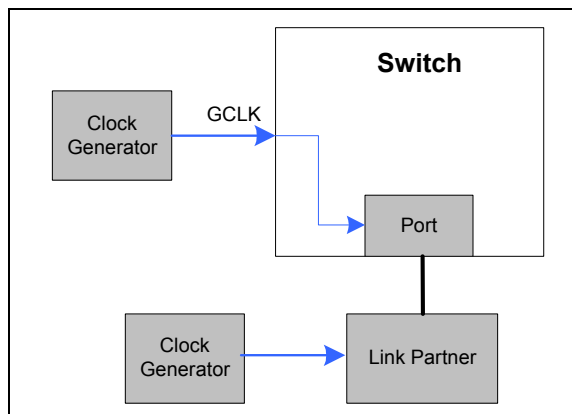 Switch
Clock
Generator
GCLK
Port
Clock
Generator
Link Partner